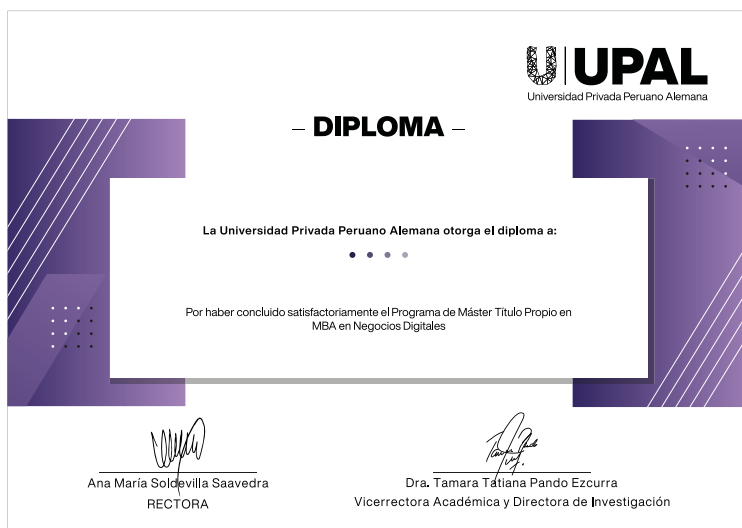 UPAL
Universidad Privada Peruano Alemana
– DIPLOMA –
La Universidad Privada Peruano Alemana otorga el diploma a:
Por haber concluido satisfactoriamente el Programa de Máster Título Propio en
MBA en Negocios Digitales
Ana María Soldevilla Saavedra
RECTORA
Dra. Tamara Tatiana Pando Ezcurra
Vicerrectora Académica y Directora de Investigación